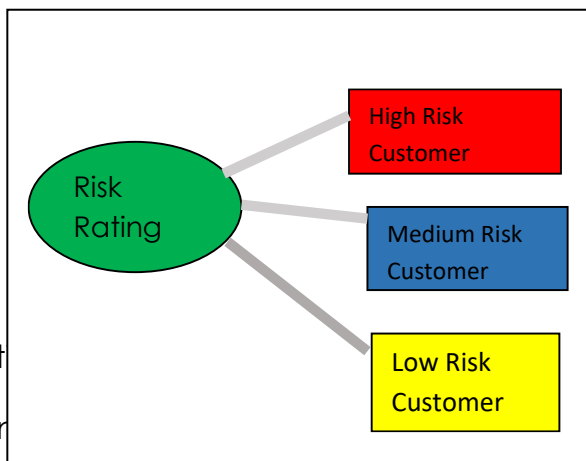 Risk
Rating
High Risk
Customer
Medium Risk
Customer
Low Risk
Customer
t
r